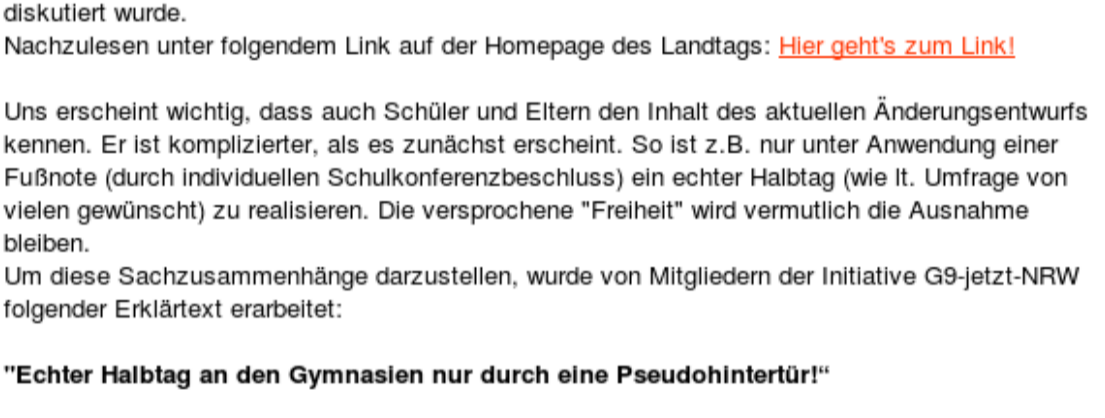 diskutiert wurde.
Nachzulesen unter folgendem Link auf der Homepage des Landtags: Hier geht's zum Link!
Uns erscheint wichtig, dass auch Schüler und Eltern den Inhalt des aktuellen Änderungsentwurfs
kennen. Er ist komplizierter, als es zunächst erscheint. So ist z.B. nur unter Anwendung einer
Fußnote (durch individuellen Schulkonferenzbeschluss) ein echter Halbtag (wie lt. Umfrage von
vielen gewünscht) zu realisieren. Die versprochene "Freiheit" wird vermutlich die Ausnahme
bleiben.
Um diese Sachzusammenhänge darzustellen, wurde von Mitgliedern der Initiative G9-jetzt-NRW
folgender Erklärtext erarbeitet:
"Echter Halbtag an den Gymnasien nur durch eine Pseudohintertür!“